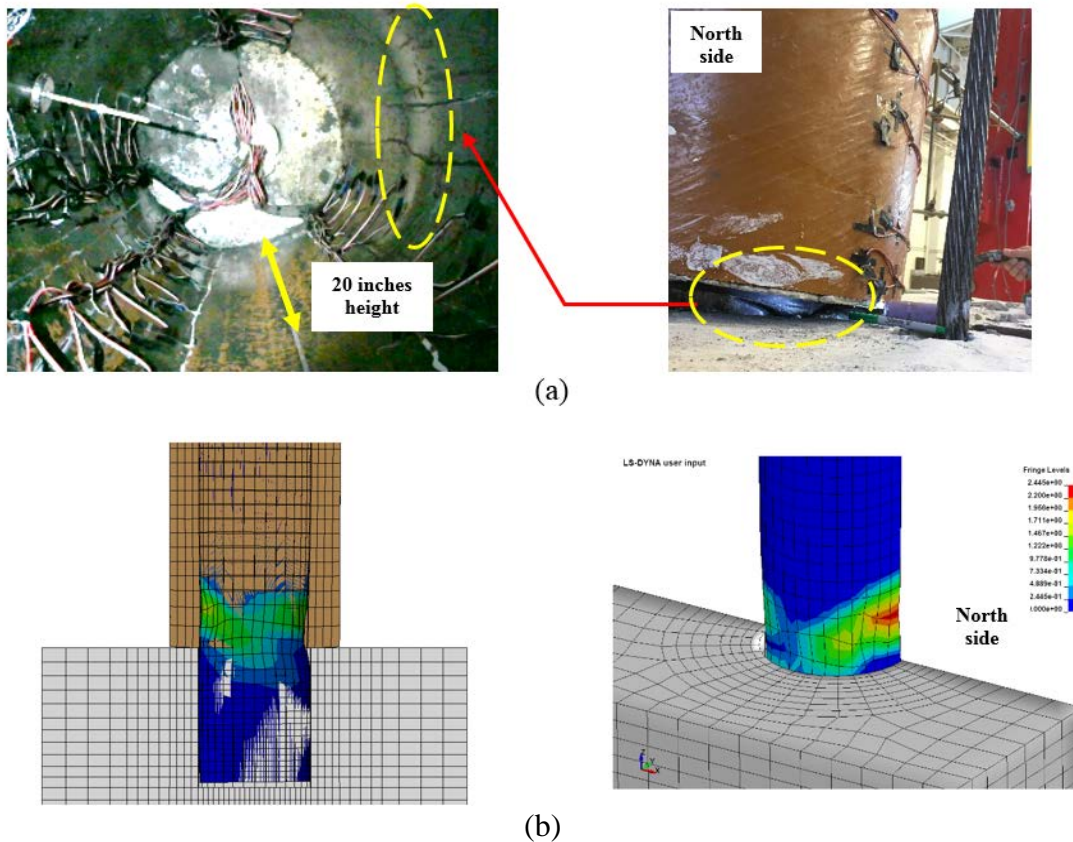 North
side
20 inches
height
(a)
LS-DYNA user input
Fringe Levels
2.445e+00
2.200e+00
1.956e+00
1.711e+00
1.467e+00
1.222e+00
9.778e-01
7.334e-01
4.889e-01
2.445e-01
0.000e+00
North
side
Z
Y
X
(b)